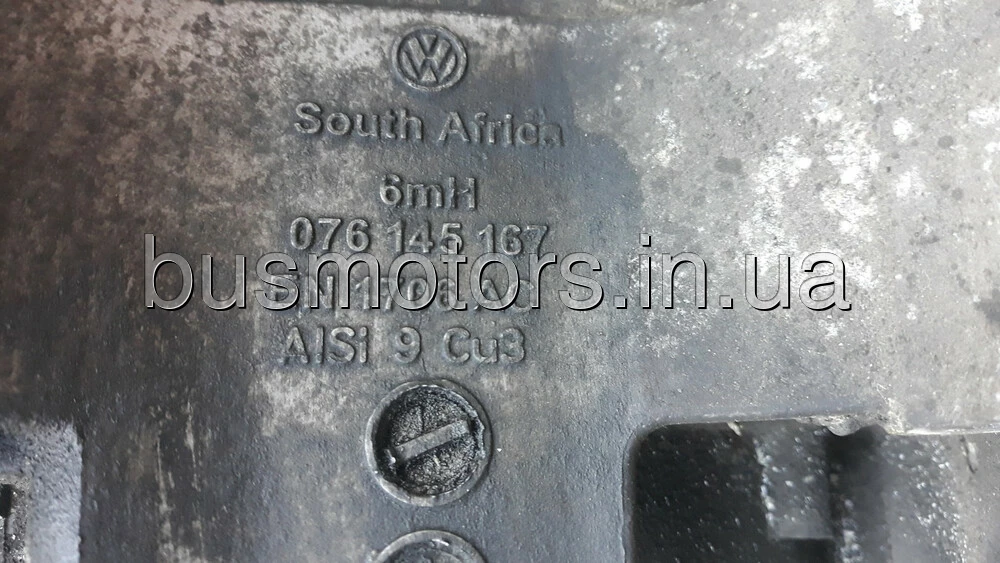 VW
South Africa
6mH
076 145 167
busmotors.in.ua
AlSi 9 Cu3